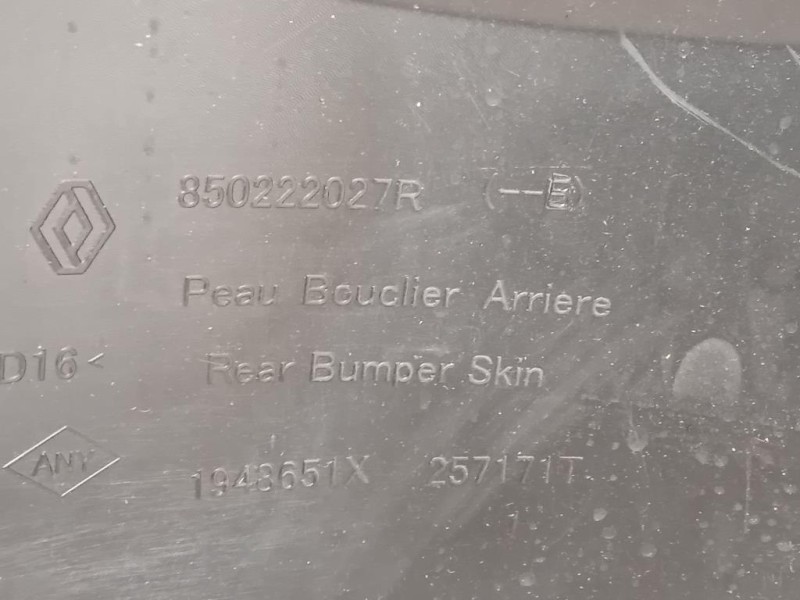 850222027R (--B)
Peau Bouclier Arriere
D16<
Rear Bumper Skin
ANY
1943651X 257171T